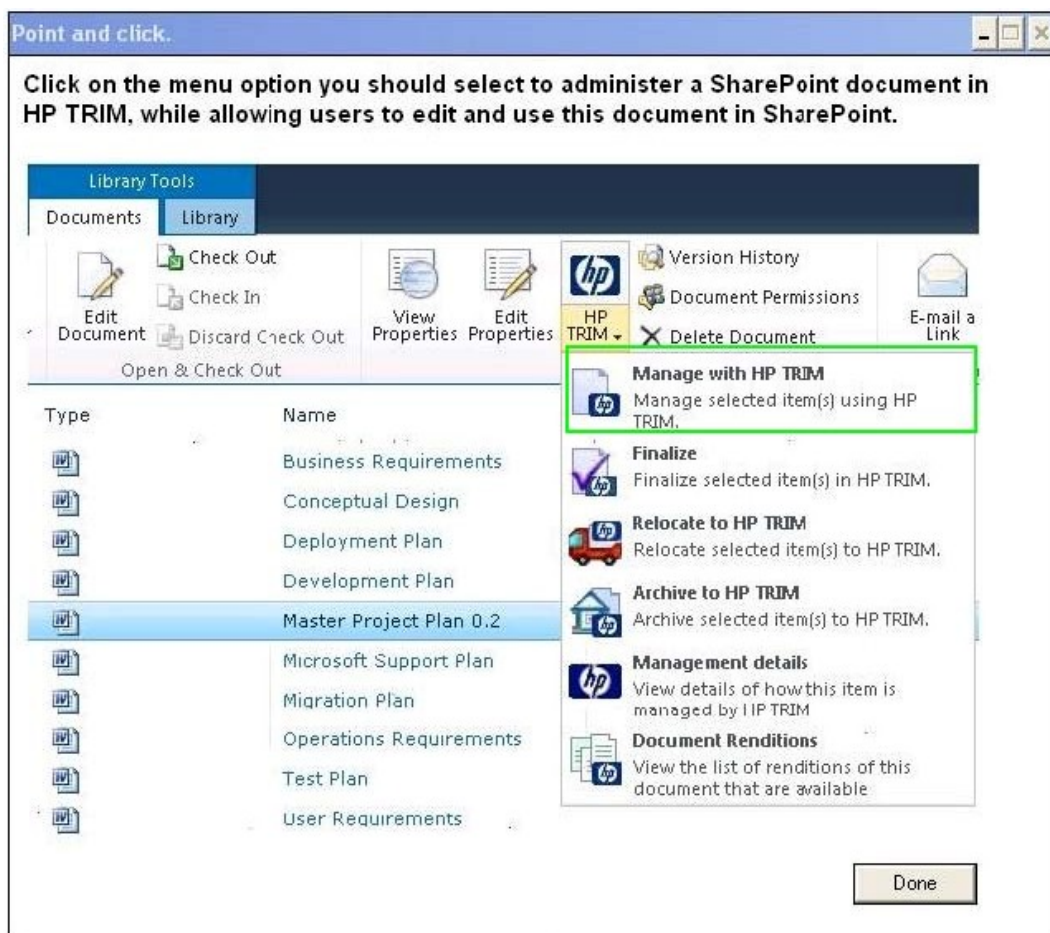 Point and click.
Click on the menu option you should select to administer a SharePoint document in
HP TRIM, while allowing users to edit and use this document in SharePoint.
Library Tools
Documents Library
Edit Document
Check Out
Check In
Discard Check Out
Open & Check Out
View Properties
Edit Properties
hp
HP TRIM
Version History
Document Permissions
Delete Document
E-mail a Link
Manage with HP TRIM
Manage selected item(s) using HP
TRIM.
Finalize
Finalize selected item(s) in HP TRIM.
Relocate to HP TRIM
Relocate selected item(s) to HP TRIM.
Archive to HP TRIM
Archive selected item(s) to HP TRIM.
Management details
View details of how this item is
managed by HP TRIM
Document Renditions
View the list of renditions of this
document that are available
Type Name
Business Requirements
Conceptual Design
Deployment Plan
Development Plan
Master Project Plan 0.2
Microsoft Support Plan
Migration Plan
Operations Requirements
Test Plan
User Requirements
Done